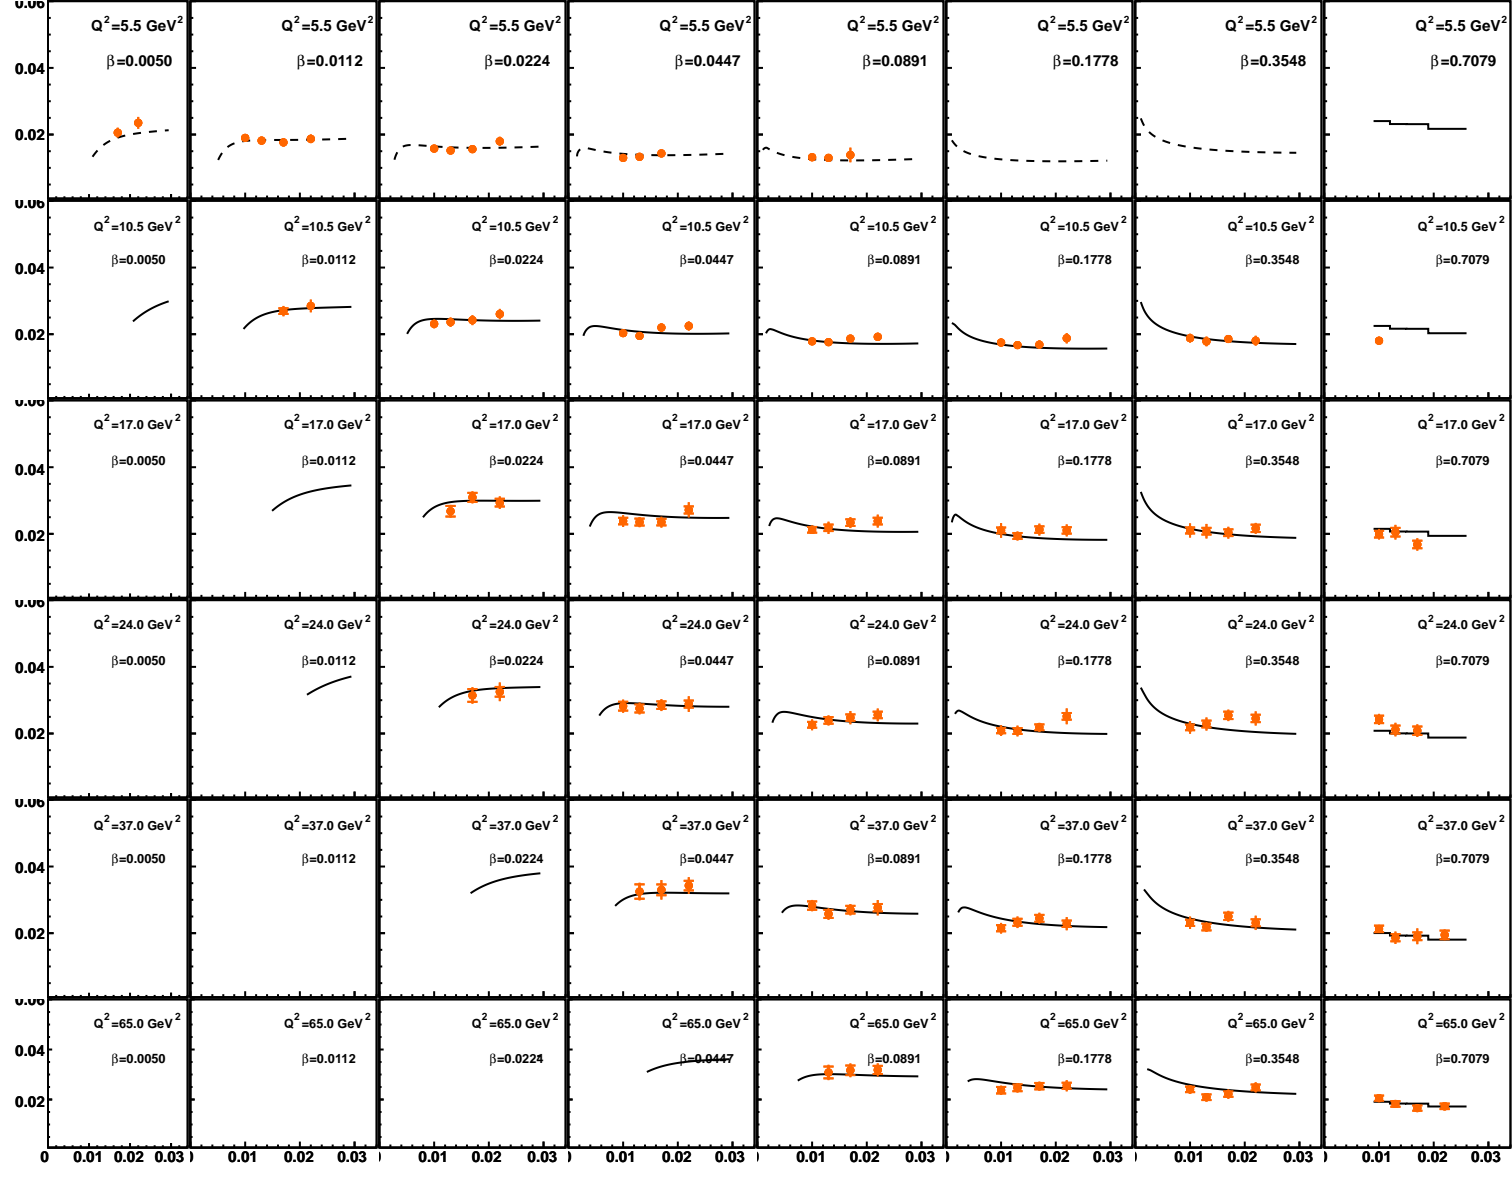 0.06
Q²=5.5 GeV² Q²=5.5 GeV² Q²=5.5 GeV² Q²=5.5 GeV² Q²=5.5 GeV² Q²=5.5 GeV² Q²=5.5 GeV² Q²=5.5 GeV²
0.04 β=0.0050 β=0.0112 β=0.0224 β=0.0447 β=0.0891 β=0.1778 β=0.3548 β=0.7079
0.02
0.06
Q²=10.5 GeV² Q²=10.5 GeV² Q²=10.5 GeV² Q²=10.5 GeV² Q²=10.5 GeV² Q²=10.5 GeV² Q²=10.5 GeV² Q²=10.5 GeV²
0.04 β=0.0050 β=0.0112 β=0.0224 β=0.0447 β=0.0891 β=0.1778 β=0.3548 β=0.7079
0.02
0.06
Q²=17.0 GeV² Q²=17.0 GeV² Q²=17.0 GeV² Q²=17.0 GeV² Q²=17.0 GeV² Q²=17.0 GeV² Q²=17.0 GeV² Q²=17.0 GeV²
0.04 β=0.0050 β=0.0112 β=0.0224 β=0.0447 β=0.0891 β=0.1778 β=0.3548 β=0.7079
0.02
0.06
Q²=24.0 GeV² Q²=24.0 GeV² Q²=24.0 GeV² Q²=24.0 GeV² Q²=24.0 GeV² Q²=24.0 GeV² Q²=24.0 GeV² Q²=24.0 GeV²
0.04 β=0.0050 β=0.0112 β=0.0224 β=0.0447 β=0.0891 β=0.1778 β=0.3548 β=0.7079
0.02
0.06
Q²=37.0 GeV² Q²=37.0 GeV² Q²=37.0 GeV² Q²=37.0 GeV² Q²=37.0 GeV² Q²=37.0 GeV² Q²=37.0 GeV² Q²=37.0 GeV²
0.04 β=0.0050 β=0.0112 β=0.0224 β=0.0447 β=0.0891 β=0.1778 β=0.3548 β=0.7079
0.02
0.06
Q²=65.0 GeV² Q²=65.0 GeV² Q²=65.0 GeV² Q²=65.0 GeV² Q²=65.0 GeV² Q²=65.0 GeV² Q²=65.0 GeV² Q²=65.0 GeV²
0.04 β=0.0050 β=0.0112 β=0.0224 β=0.0447 β=0.0891 β=0.1778 β=0.3548 β=0.7079
0.02
0 0.01 0.02 0.03 0.01 0.02 0.03 0.01 0.02 0.03 0.01 0.02 0.03 0.01 0.02 0.03 0.01 0.02 0.03 0.01 0.02 0.03 0.01 0.02 0.03